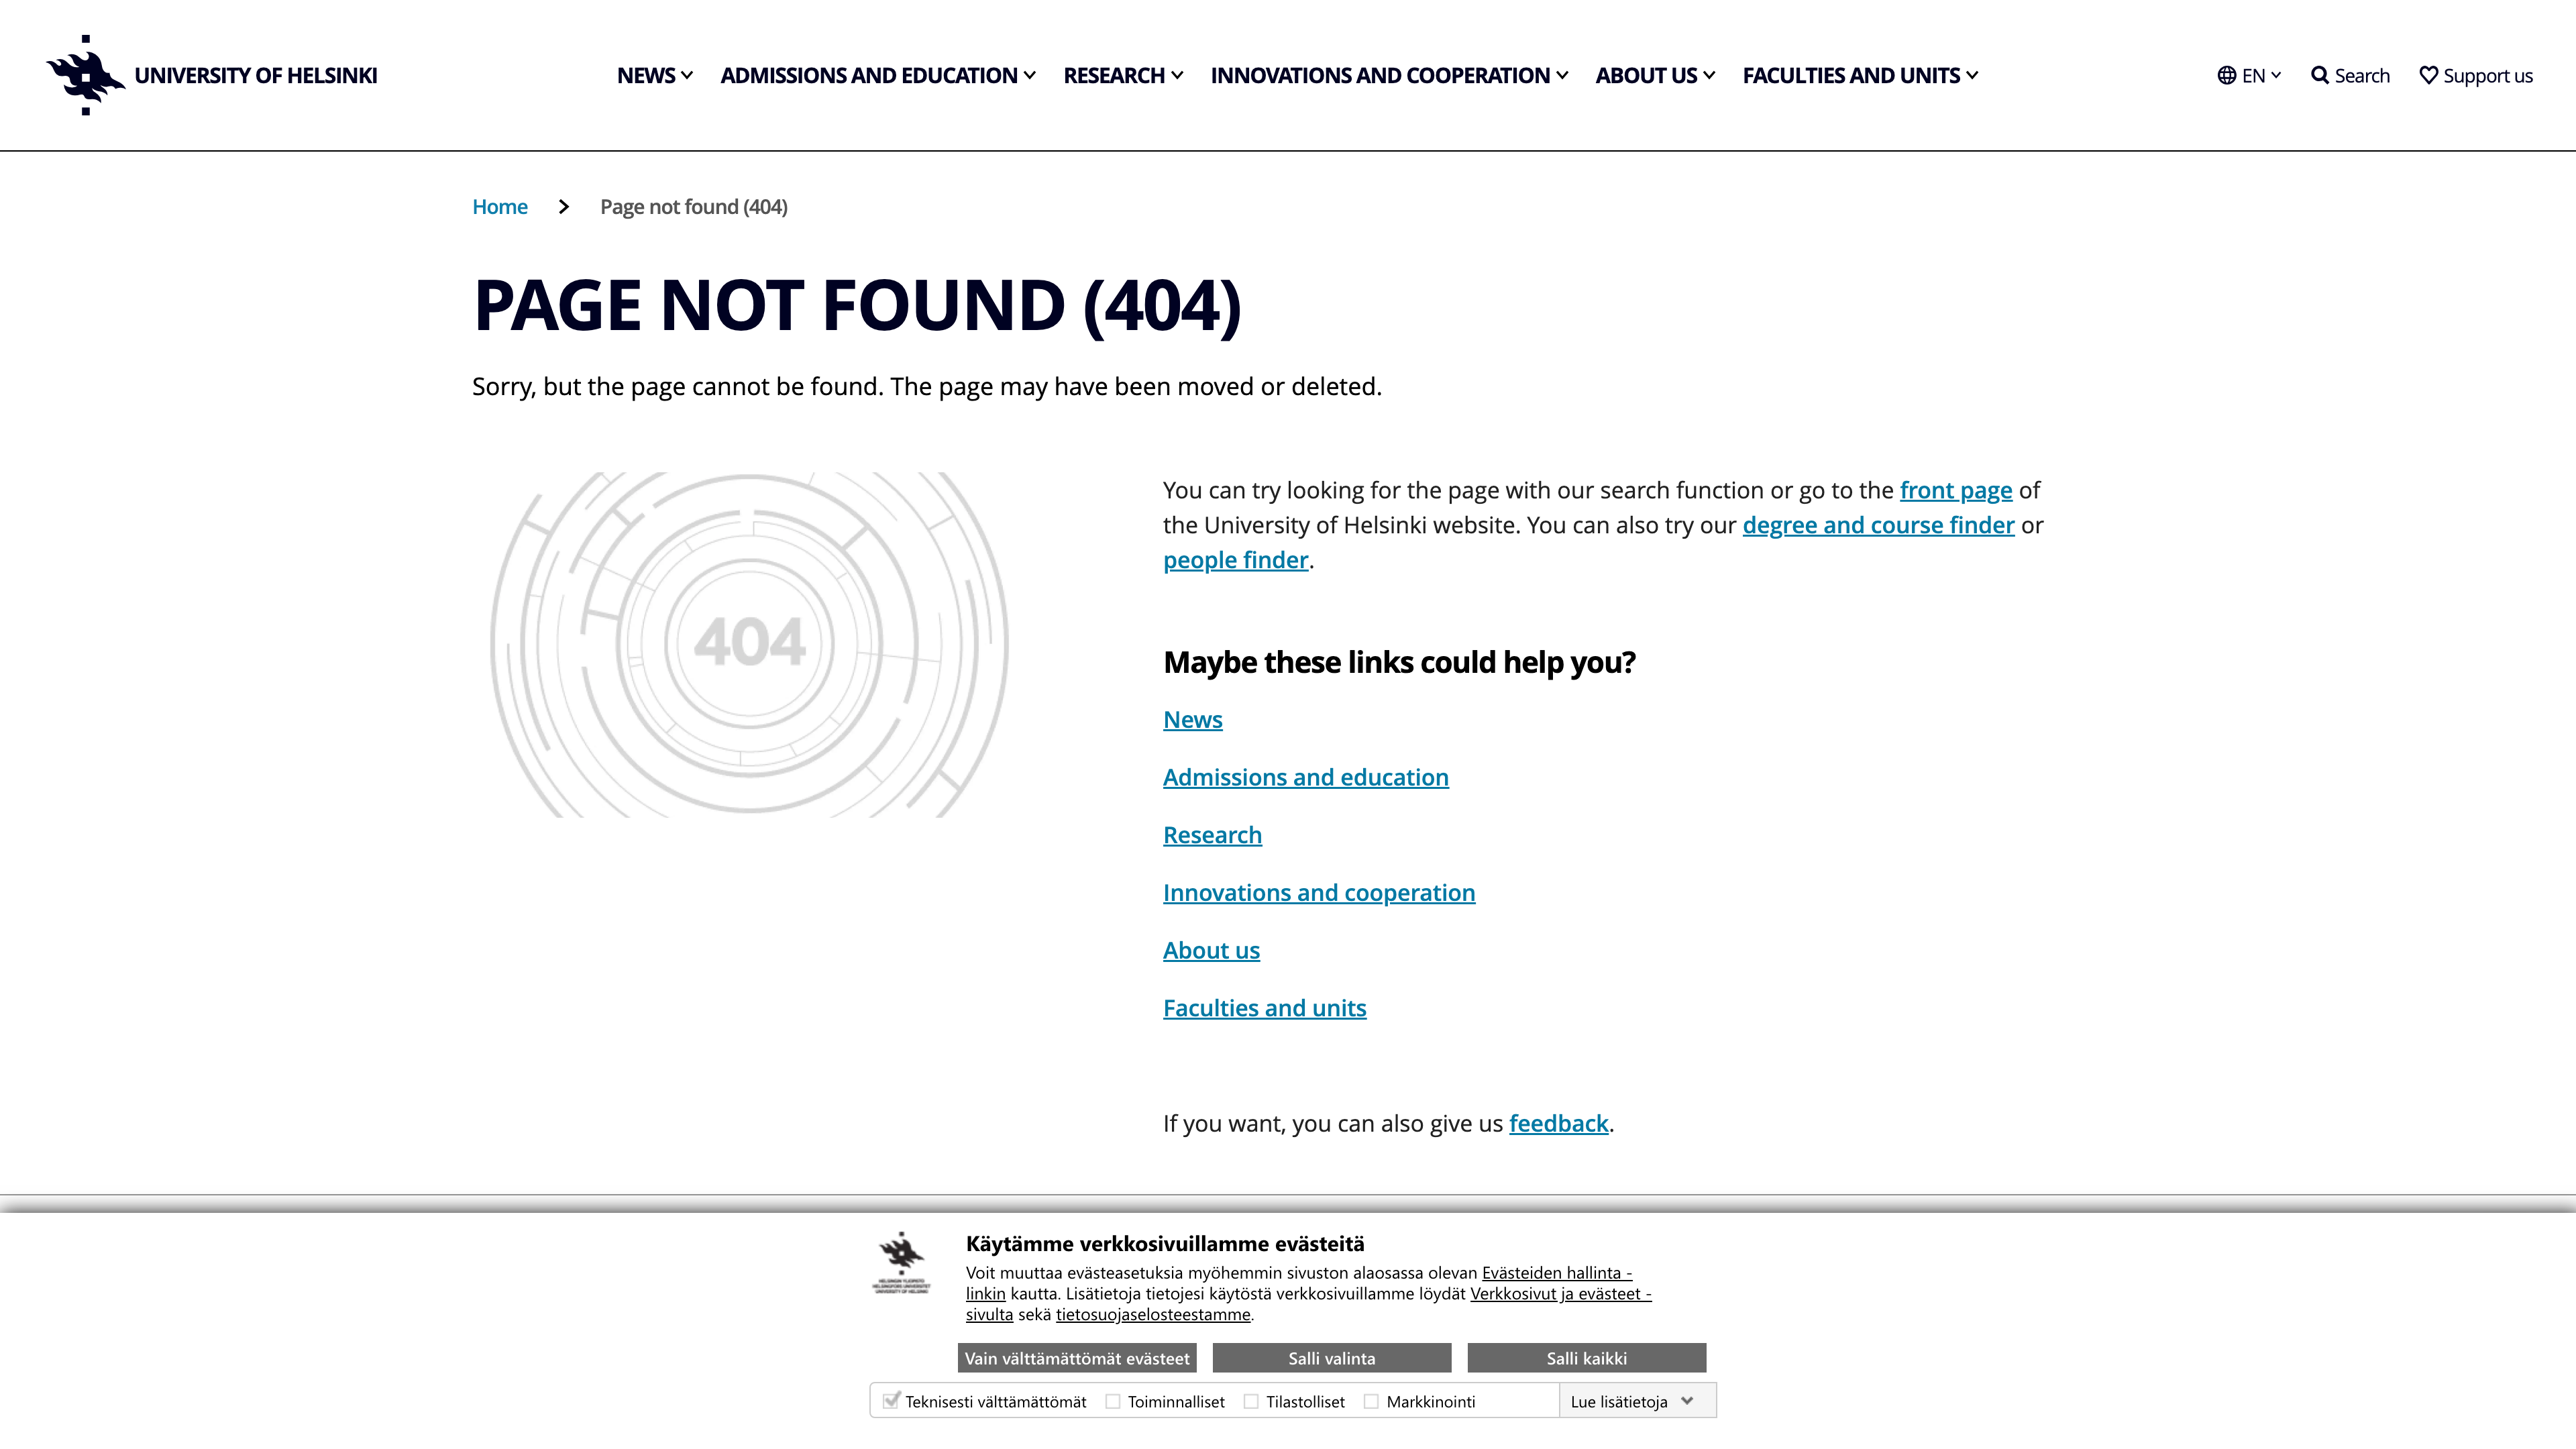 UNIVERSITY OF HELSINKI
NEWS
ADMISSIONS AND EDUCATION
RESEARCH
INNOVATIONS AND COOPERATION
ABOUT US
FACULTIES AND UNITS
EN
Search
Support us
Home
Page not found (404)
PAGE NOT FOUND (404)
Sorry, but the page cannot be found. The page may have been moved or deleted.
404
You can try looking for the page with our search function or go to the front page of
the University of Helsinki website. You can also try our degree and course finder or
people finder.
Maybe these links could help you?
News
Admissions and education
Research
Innovations and cooperation
About us
Faculties and units
If you want, you can also give us feedback.
HELSINGIN YLIOPISTO
HELSINGFORS UNIVERSITET
UNIVERSITY OF HELSINKI
Käytämme verkkosivuillamme evästeitä
Voit muuttaa evästeasetuksia myöhemmin sivuston alaosassa olevan Evästeiden hallinta -
linkin kautta. Lisätietoja tietojesi käytöstä verkkosivuillamme löydät Verkkosivut ja evästeet -
sivulta sekä tietosuojaselosteestamme.
Vain välttämättömät evästeet
Salli valinta
Salli kaikki
Teknisesti välttämättömät
Toiminnalliset
Tilastolliset
Markkinointi
Lue lisätietoja